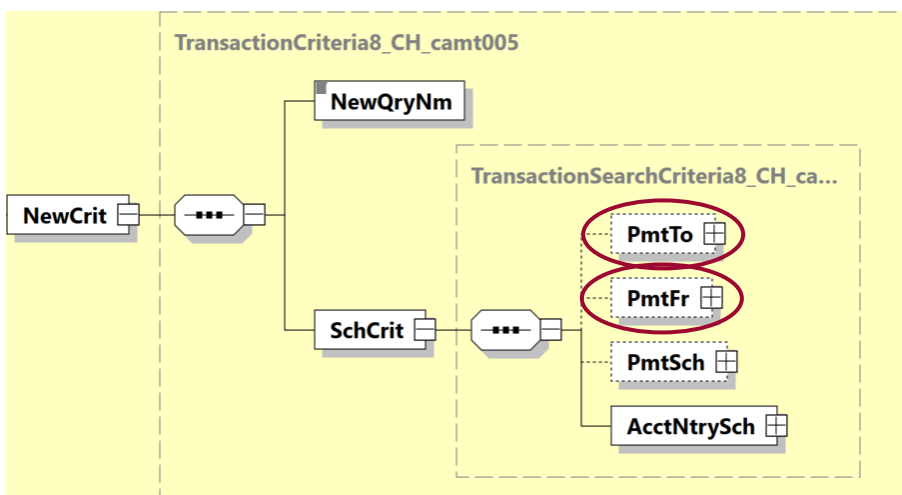 TransactionCriteria8_CH_camt005
NewQryNm
TransactionSearchCriteria8_CH_ca...
NewCrit
PmtTo
PmtFr
SchCrit
PmtSch
AcctNtrySch